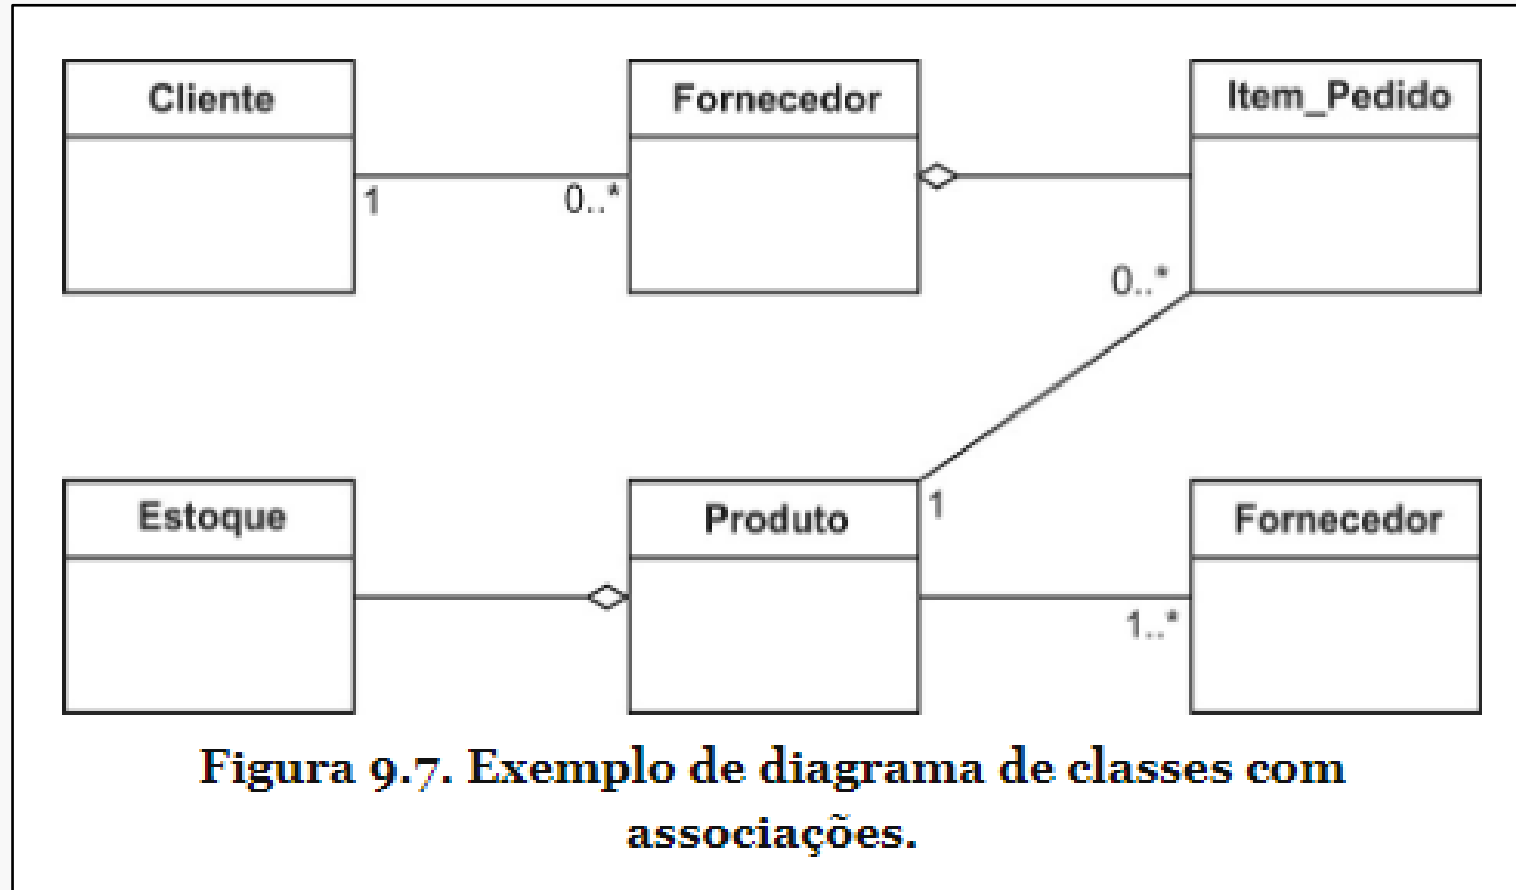 Cliente
Fornecedor
Item_Pedido
1
0..*
0..*
Estoque
Produto
1
Fornecedor
1..*
Figura 9.7. Exemplo de diagrama de classes com
associações.